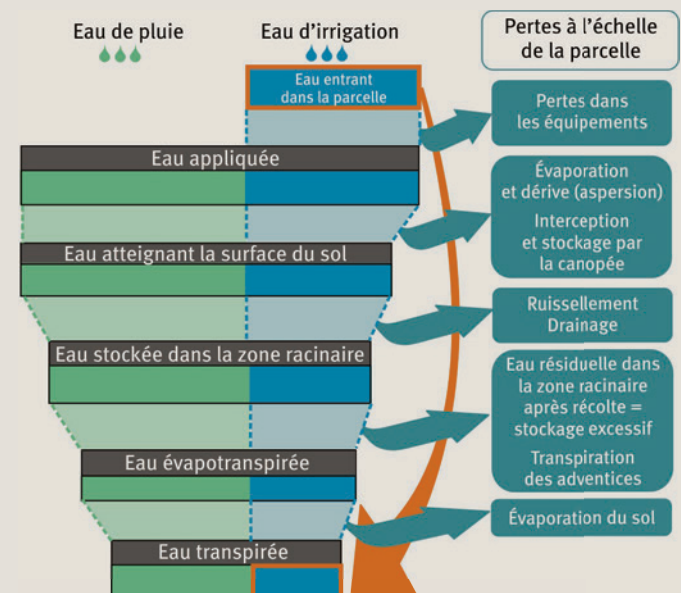 Eau de pluie
Eau d'irrigation
Pertes à l'échelle
de la parcelle
Eau entrant
dans la parcelle
Pertes dans
les équipements
Eau appliquée
Évaporation
et dérive (aspersion)
Interception
et stockage par
la canopée
Eau atteignant la surface du sol
Ruissellement
Drainage
Eau stockée dans la zone racinaire
Eau résiduelle dans
la zone racinaire
après récolte =
stockage excessif
Transpiration
des adventices
Eau évapotranspirée
Évaporation du sol
Eau transpirée